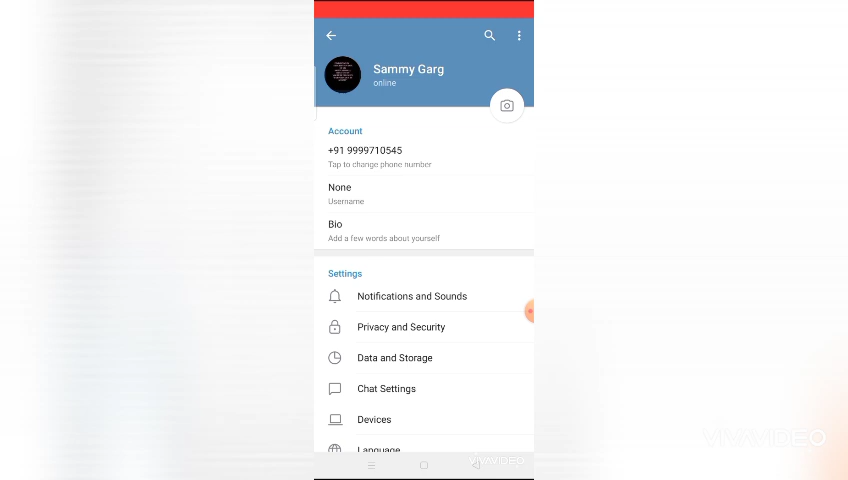 Sammy Garg
online
Account
+91 9999710545
Tap to change phone number
None
Username
Bio
Add a few words about yourself
Settings
Notifications and Sounds
Privacy and Security
Data and Storage
Chat Settings
Devices
Language
VIVAVIDEO
VIVAVIDEO